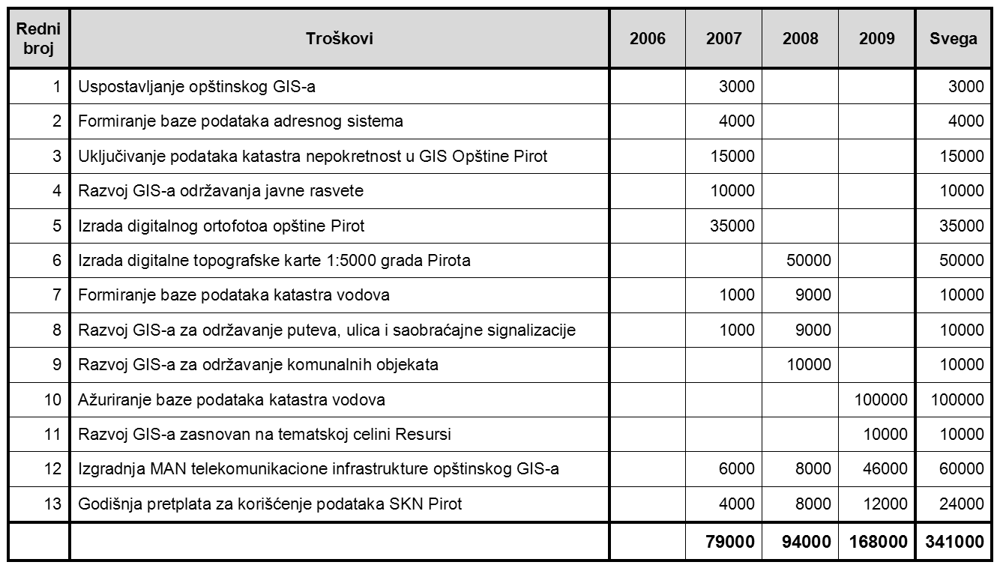 Redni broj Troškovi 2006 2007 2008 2009 Svega
1 Uspostavljanje opštinskog GIS-a 3000 3000
2 Formiranje baze podataka adresnog sistema 4000 4000
3 Uključivanje podataka katastra nepokretnost u GIS Opštine Pirot 15000 15000
4 Razvoj GIS-a održavanja javne rasvete 10000 10000
5 Izrada digitalnog ortofotoa opštine Pirot 35000 35000
6 Izrada digitalne topografske karte 1:5000 grada Pirota 50000 50000
7 Formiranje baze podataka katastra vodova 1000 9000 10000
8 Razvoj GIS-a za održavanje puteva, ulica i saobraćajne signalizacije 1000 9000 10000
9 Razvoj GIS-a za održavanje komunalnih objekata 10000 10000
10 Ažuriranje baze podataka katastra vodova 100000 100000
11 Razvoj GIS-a zasnovan na tematskoj celini Resursi 10000 10000
12 Izgradnja MAN telekomunikacione infrastrukture opštinskog GIS-a 6000 8000 46000 60000
13 Godišnja pretplata za korišćenje podataka SKN Pirot 4000 8000 12000 24000
79000 94000 168000 341000